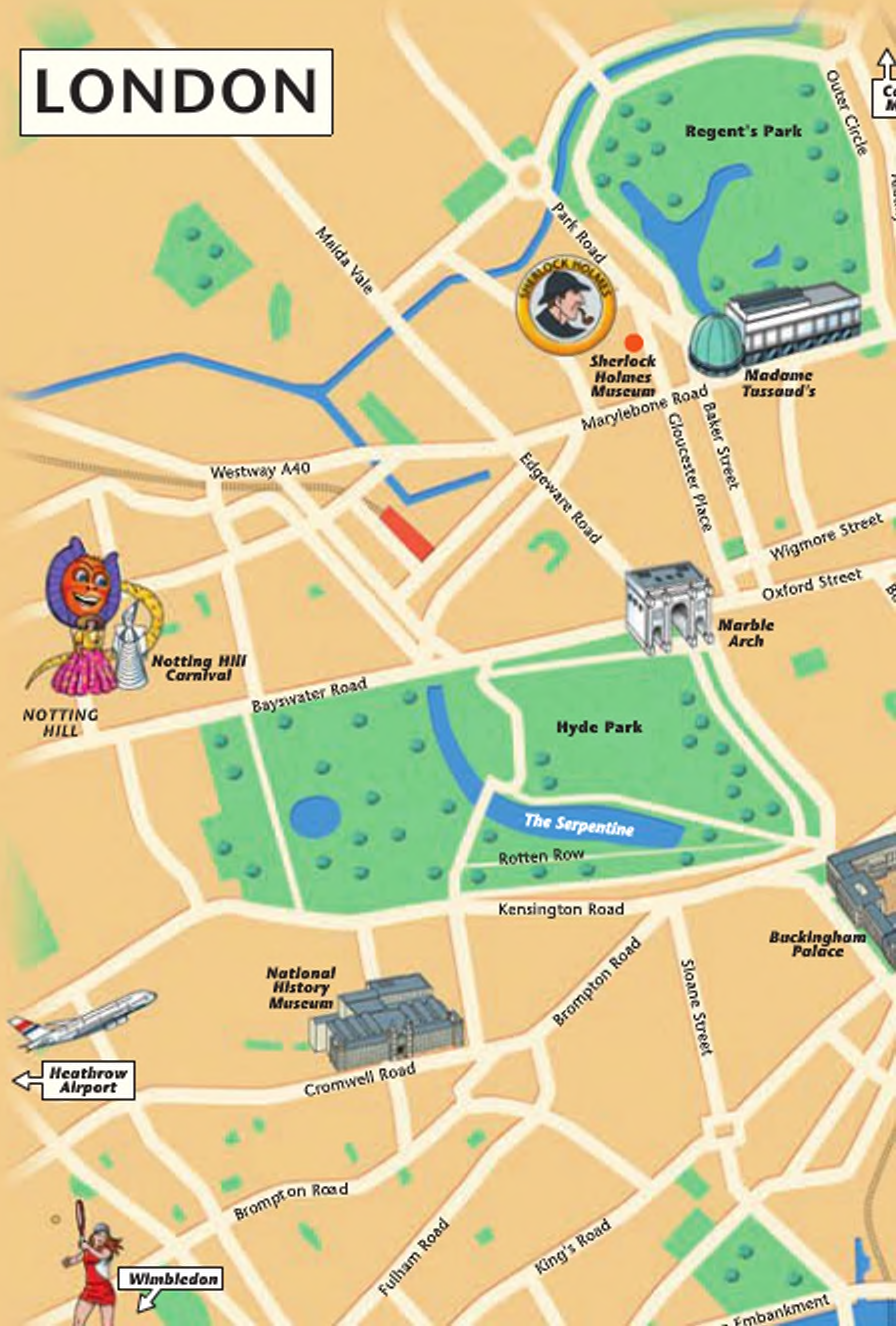 LONDON
Outer Circle
Regent's Park
Park Road
Maida Vale
SHERLOCK HOLMES
Sherlock
Holmes
Museum
Madame
Tussaud's
Marylebone Road
Gloucester Place
Baker Street
Westway A40
Edgeware Road
Wigmore Street
Oxford Street
Marble
Arch
Notting Hill
Carnival
NOTTING
HILL
Bayswater Road
Hyde Park
The Serpentine
Rotten Row
Kensington Road
Buckingham
Palace
National
History
Museum
Brompton Road
Sloane Street
Heathrow
Airport
Cromwell Road
Brompton Road
Fulham Road
King's Road
Wimbledon
Embankment